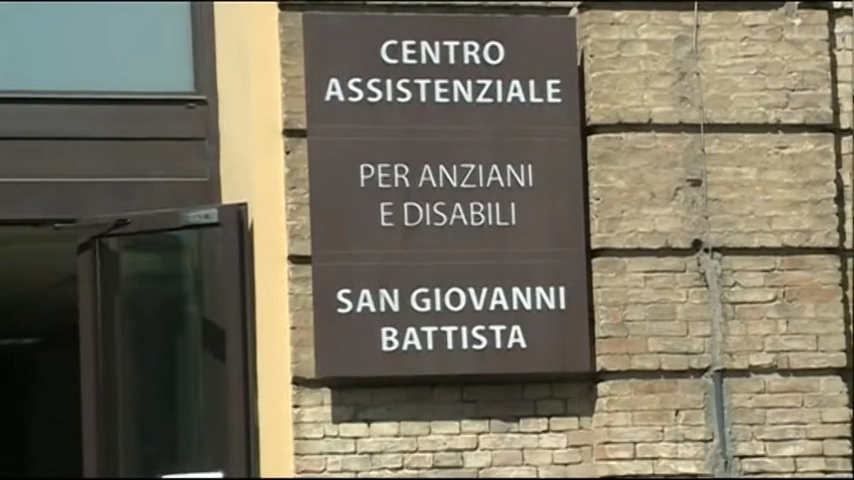 CENTRO
ASSISTENZIALE
PER ANZIANI
E DISABILI
SAN GIOVANNI
BATTISTA